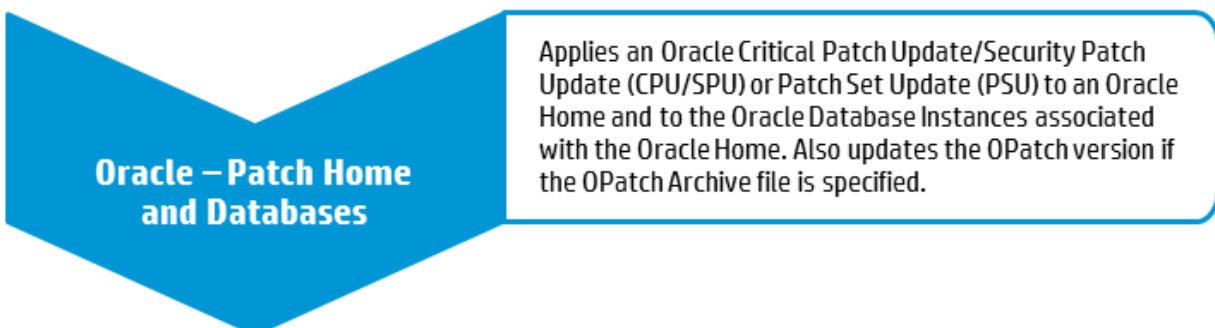 Oracle – Patch Home
and Databases
Applies an Oracle Critical Patch Update/Security Patch
Update (CPU/SPU) or Patch Set Update (PSU) to an Oracle
Home and to the Oracle Database Instances associated
with the Oracle Home. Also updates the OPatch version if
the OPatch Archive file is specified.